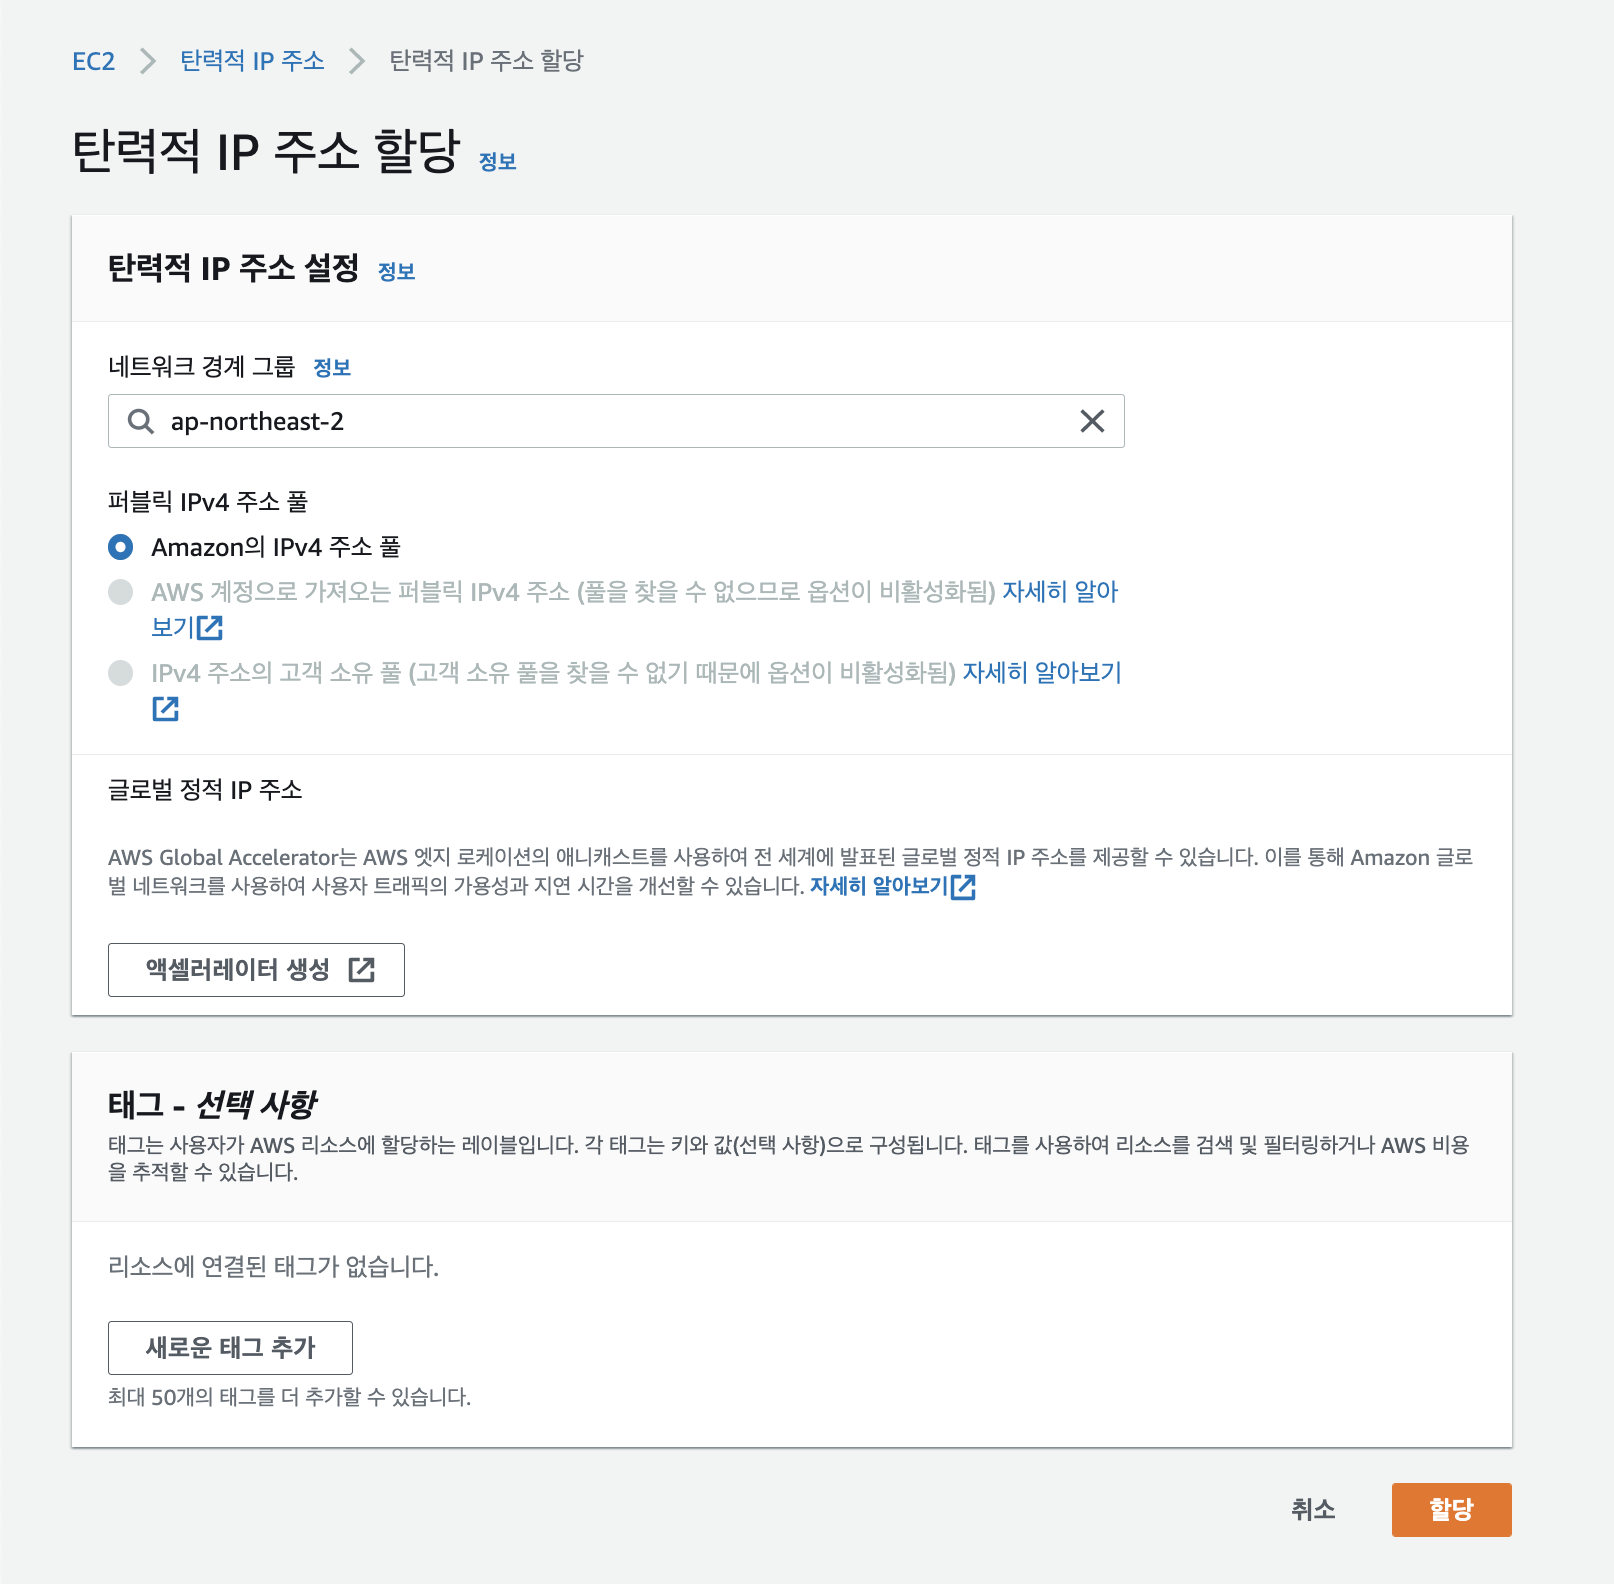 EC2 > 탄력적 IP 주소 > 탄력적 IP 주소 할당
탄력적 IP 주소 할당 정보
탄력적 IP 주소 설정 정보
네트워크 경계 그룹 정보
ap-northeast-2
퍼블릭 IPv4 주소 풀
Amazon의 IPv4 주소 풀
AWS 계정으로 가져오는 퍼블릭 IPv4 주소 (풀을 찾을 수 없으므로 옵션이 비활성화됨) 자세히 알아
보기
IPv4 주소의 고객 소유 풀 (고객 소유 풀을 찾을 수 없기 때문에 옵션이 비활성화됨) 자세히 알아보기
글로벌 정적 IP 주소
AWS Global Accelerator는 AWS 엣지 로케이션의 애니캐스트를 사용하여 전 세계에 발표된 글로벌 정적 IP 주소를 제공할 수 있습니다. 이를 통해 Amazon 글로
벌 네트워크를 사용하여 사용자 트래픽의 가용성과 지연 시간을 개선할 수 있습니다. 자세히 알아보기
액셀러레이터 생성
태그 - 선택 사항
태그는 사용자가 AWS 리소스에 할당하는 레이블입니다. 각 태그는 키와 값(선택 사항)으로 구성됩니다. 태그를 사용하여 리소스를 검색 및 필터링하거나 AWS 비용
을 추적할 수 있습니다.
리소스에 연결된 태그가 없습니다.
새로운 태그 추가
최대 50개의 태그를 더 추가할 수 있습니다.
취소 할당